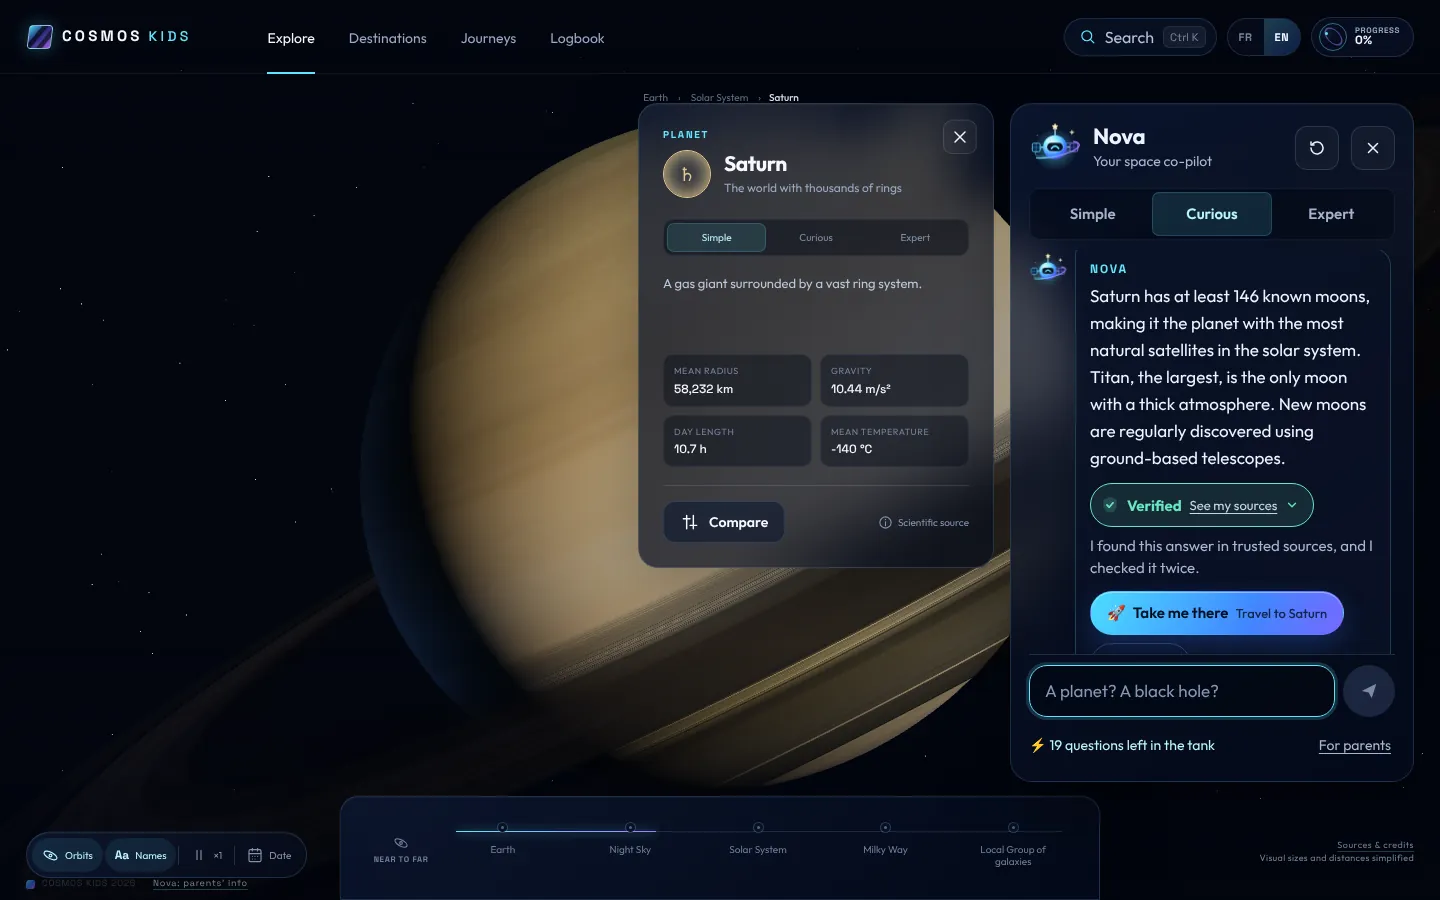 COSMOS KIDS
Explore
Destinations
Journeys
Logbook
Search
Ctrl K
FR
EN
PROGRESS
0%
Earth › Solar System › Saturn
PLANET
♄
Saturn
The world with thousands of rings
Simple
Curious
Expert
A gas giant surrounded by a vast ring system.
MEAN RADIUS
58,232 km
GRAVITY
10.44 m/s²
DAY LENGTH
10.7 h
MEAN TEMPERATURE
-140 °C
Compare
Scientific source
Nova
Your space co-pilot
Simple
Curious
Expert
NOVA
Saturn has at least 146 known moons,
making it the planet with the most
natural satellites in the solar system.
Titan, the largest, is the only moon
with a thick atmosphere. New moons
are regularly discovered using
ground-based telescopes.
Verified See my sources
I found this answer in trusted sources, and I
checked it twice.
🚀 Take me there Travel to Saturn
A planet? A black hole?
⚡ 19 questions left in the tank
For parents
NEAR TO FAR
Earth
Night Sky
Solar System
Milky Way
Local Group of
galaxies
Orbits
Aa Names
×1
Date
COSMOS KIDS 2026
Nova: parents' info
Sources & credits
Visual sizes and distances simplified